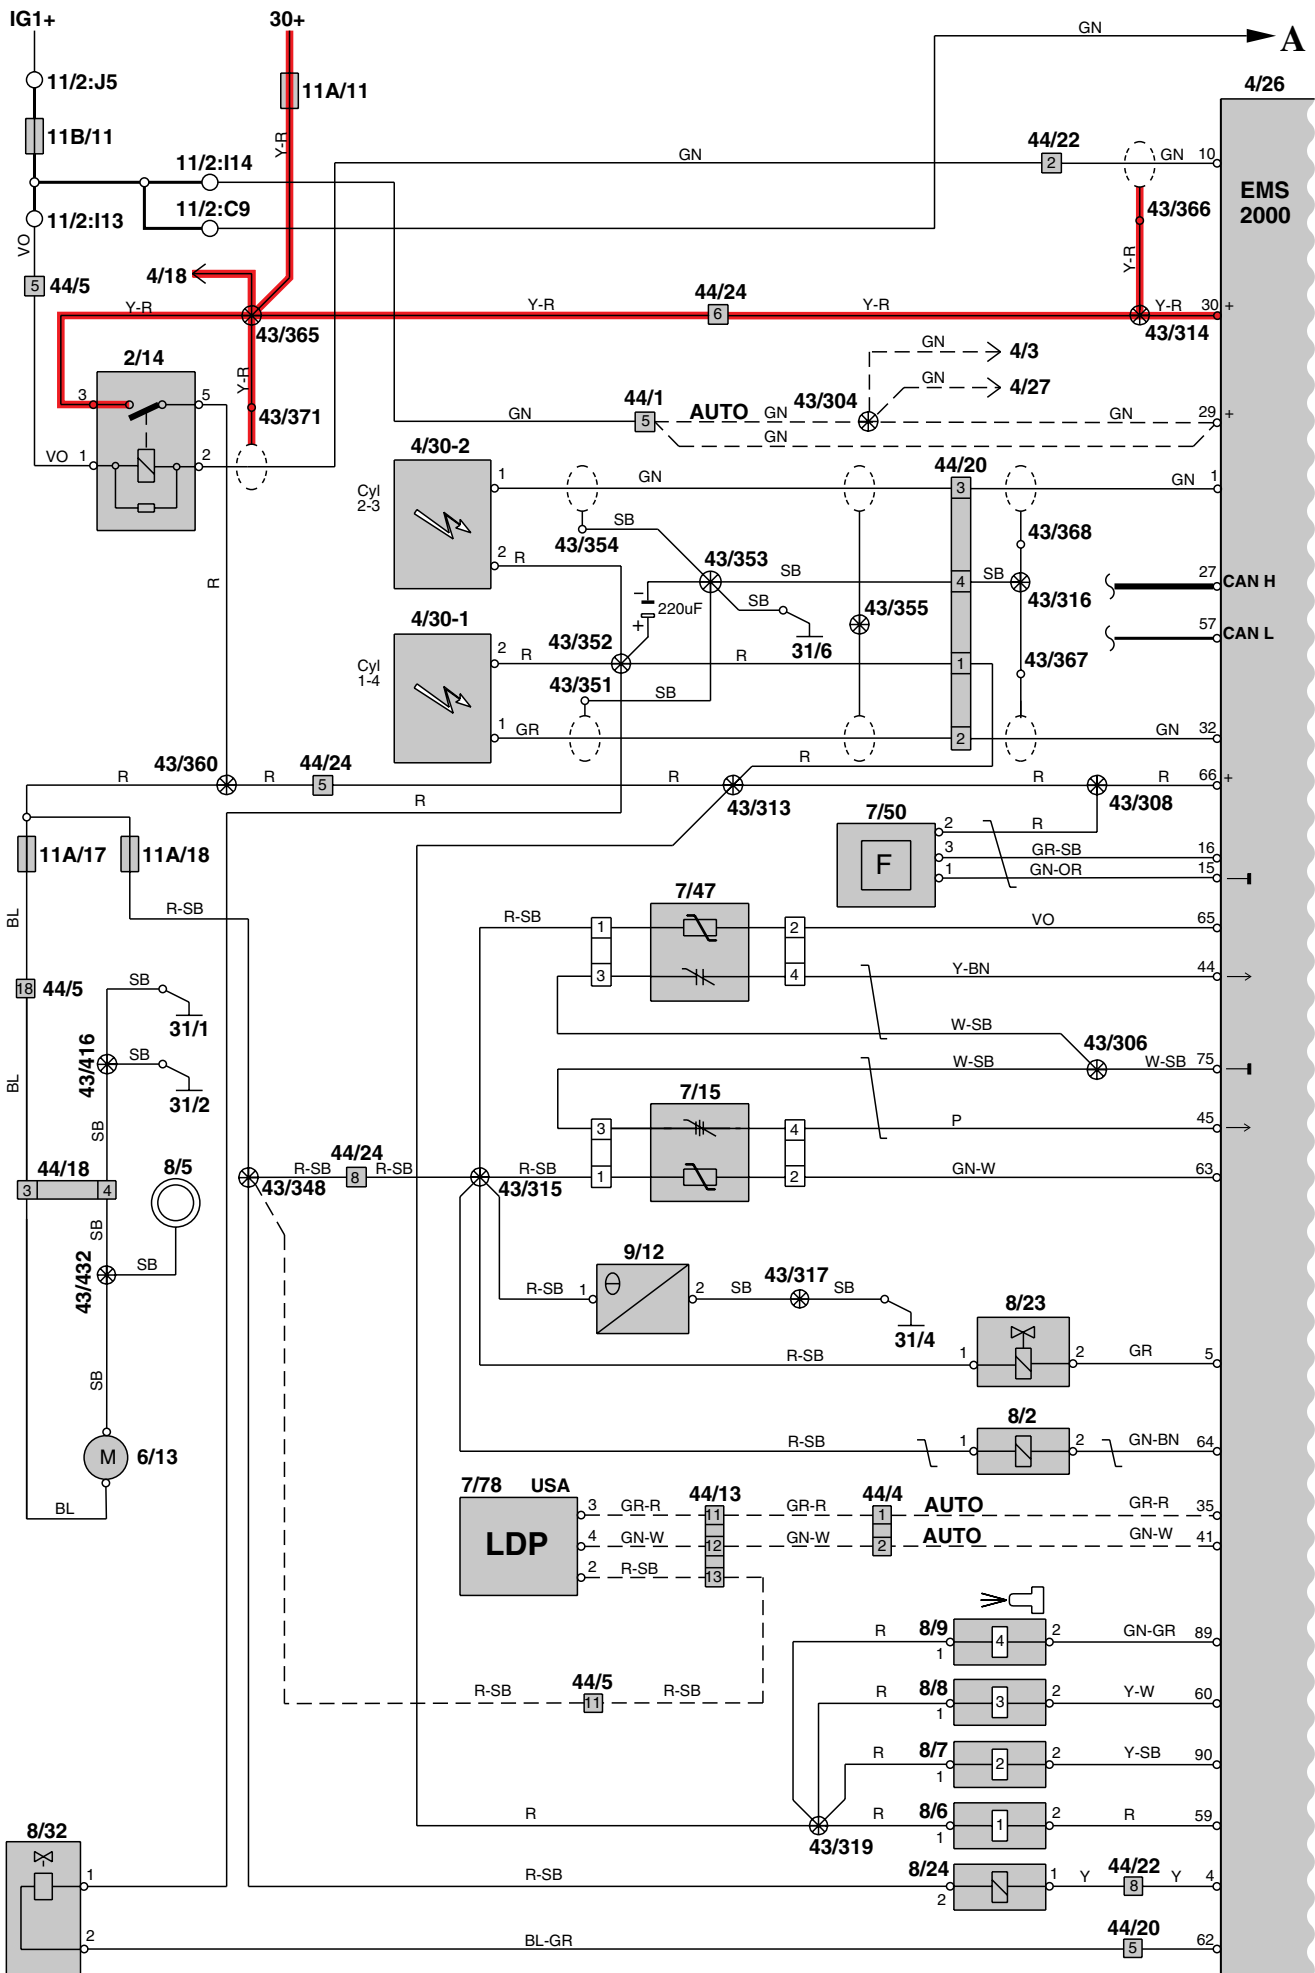 IG1+
30+
GN
A
11/2:J5
11A/11
4/26
11B/11
Y-R
11/2:I14
GN
44/22
2
GN
10
EMS
2000
11/2:C9
11/2:I13
43/366
VO
4/18
Y-R
5
44/5
44/24
Y-R
Y-R
6
Y-R
Y-R
30
+
43/365
43/314
2/14
GN
4/3
Y-R
GN
4/27
3
5
43/371
44/1
AUTO
43/304
GN
5
GN
GN
29
+
GN
4/30-2
VO
1
2
44/20
Cyl
2-3
1
GN
3
GN
1
SB
43/354
43/368
2
R
43/353
R
SB
4
SB
27
CAN H
–
220uF
+
SB
43/355
43/316
4/30-1
57
CAN L
43/352
31/6
Cyl
1-4
2
R
R
1
43/367
43/351
SB
1
GR
2
GN
32
43/360
44/24
R
R
R
5
R
R
R
66
+
R
43/313
43/308
7/50
2
R
11A/17
11A/18
F
3
GR-SB
16
1
GN-OR
15
7/47
BL
R-SB
R-SB
1
2
VO
65
3
4
Y-BN
44
18
44/5
SB
31/1
W-SB
43/306
43/416
SB
W-SB
W-SB
75
BL
31/2
7/15
SB
3
4
P
45
44/18
8/5
44/24
R-SB
R-SB
R-SB
3
4
43/348
8
43/315
1
2
GN-W
63
SB
43/432
SB
9/12
43/317
R-SB
1
2
SB
SB
8/23
31/4
SB
R-SB
1
2
GR
5
8/2
M
6/13
R-SB
1
2
GN-BN
64
7/78
USA
44/13
44/4
BL
LDP
3
GR-R
11
GR-R
1
AUTO
GR-R
35
4
GN-W
12
GN-W
2
AUTO
GN-W
41
2
R-SB
13
R
8/9
1
4
2
GN-GR
89
R-SB
44/5
11
R-SB
R
8/8
1
3
2
Y-W
60
R
8/7
1
2
2
Y-SB
90
R
R
8/6
1
1
2
R
59
8/32
43/319
1
R-SB
8/24
2
1
Y
44/22
8
Y
4
2
BL-GR
44/20
5
62